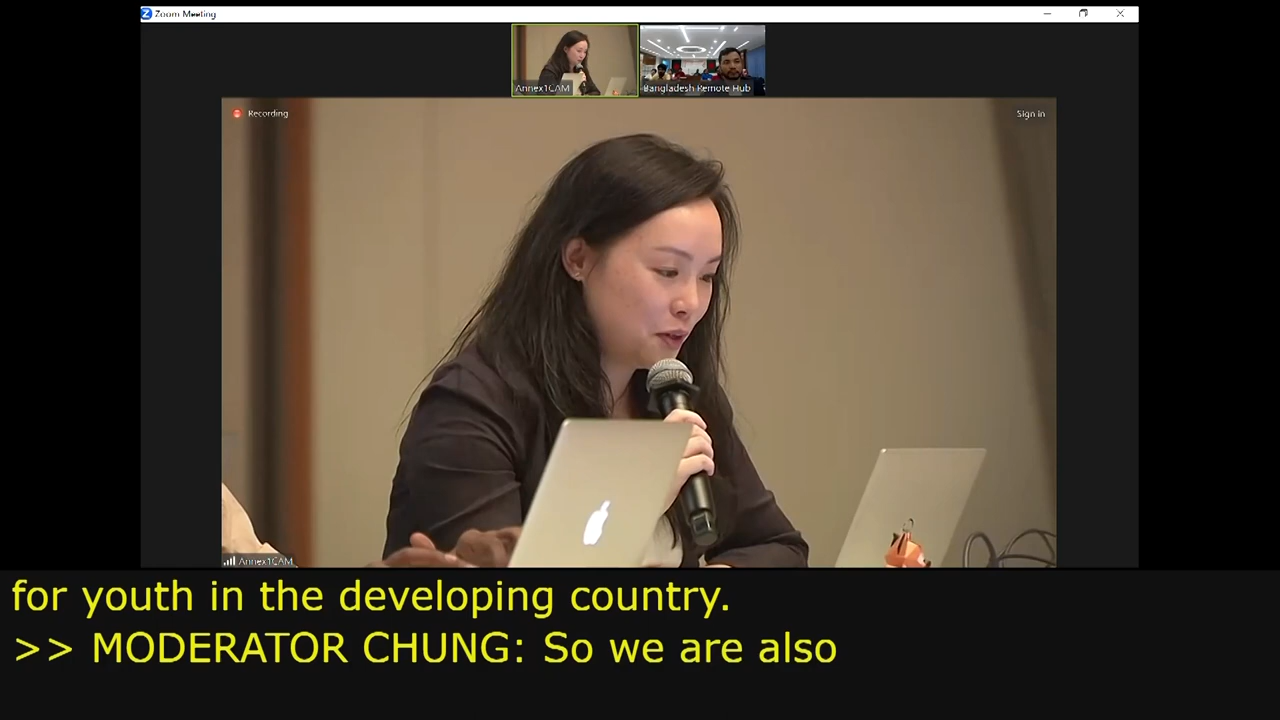 Zoom Meeting
Annex1CAM
Bangladesh Remote Hub
Recording
Sign in
Annex1CAM
for youth in the developing country.
>> MODERATOR CHUNG: So we are also